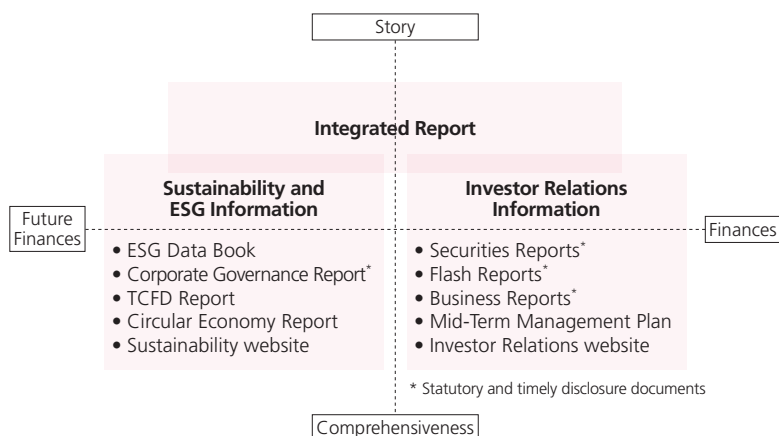 Story
Integrated Report
Sustainability and
ESG Information
Investor Relations
Information
Future
Finances
Finances
• ESG Data Book
• Corporate Governance Report*
• TCFD Report
• Circular Economy Report
• Sustainability website
• Securities Reports*
• Flash Reports*
• Business Reports*
• Mid-Term Management Plan
• Investor Relations website
* Statutory and timely disclosure documents
Comprehensiveness